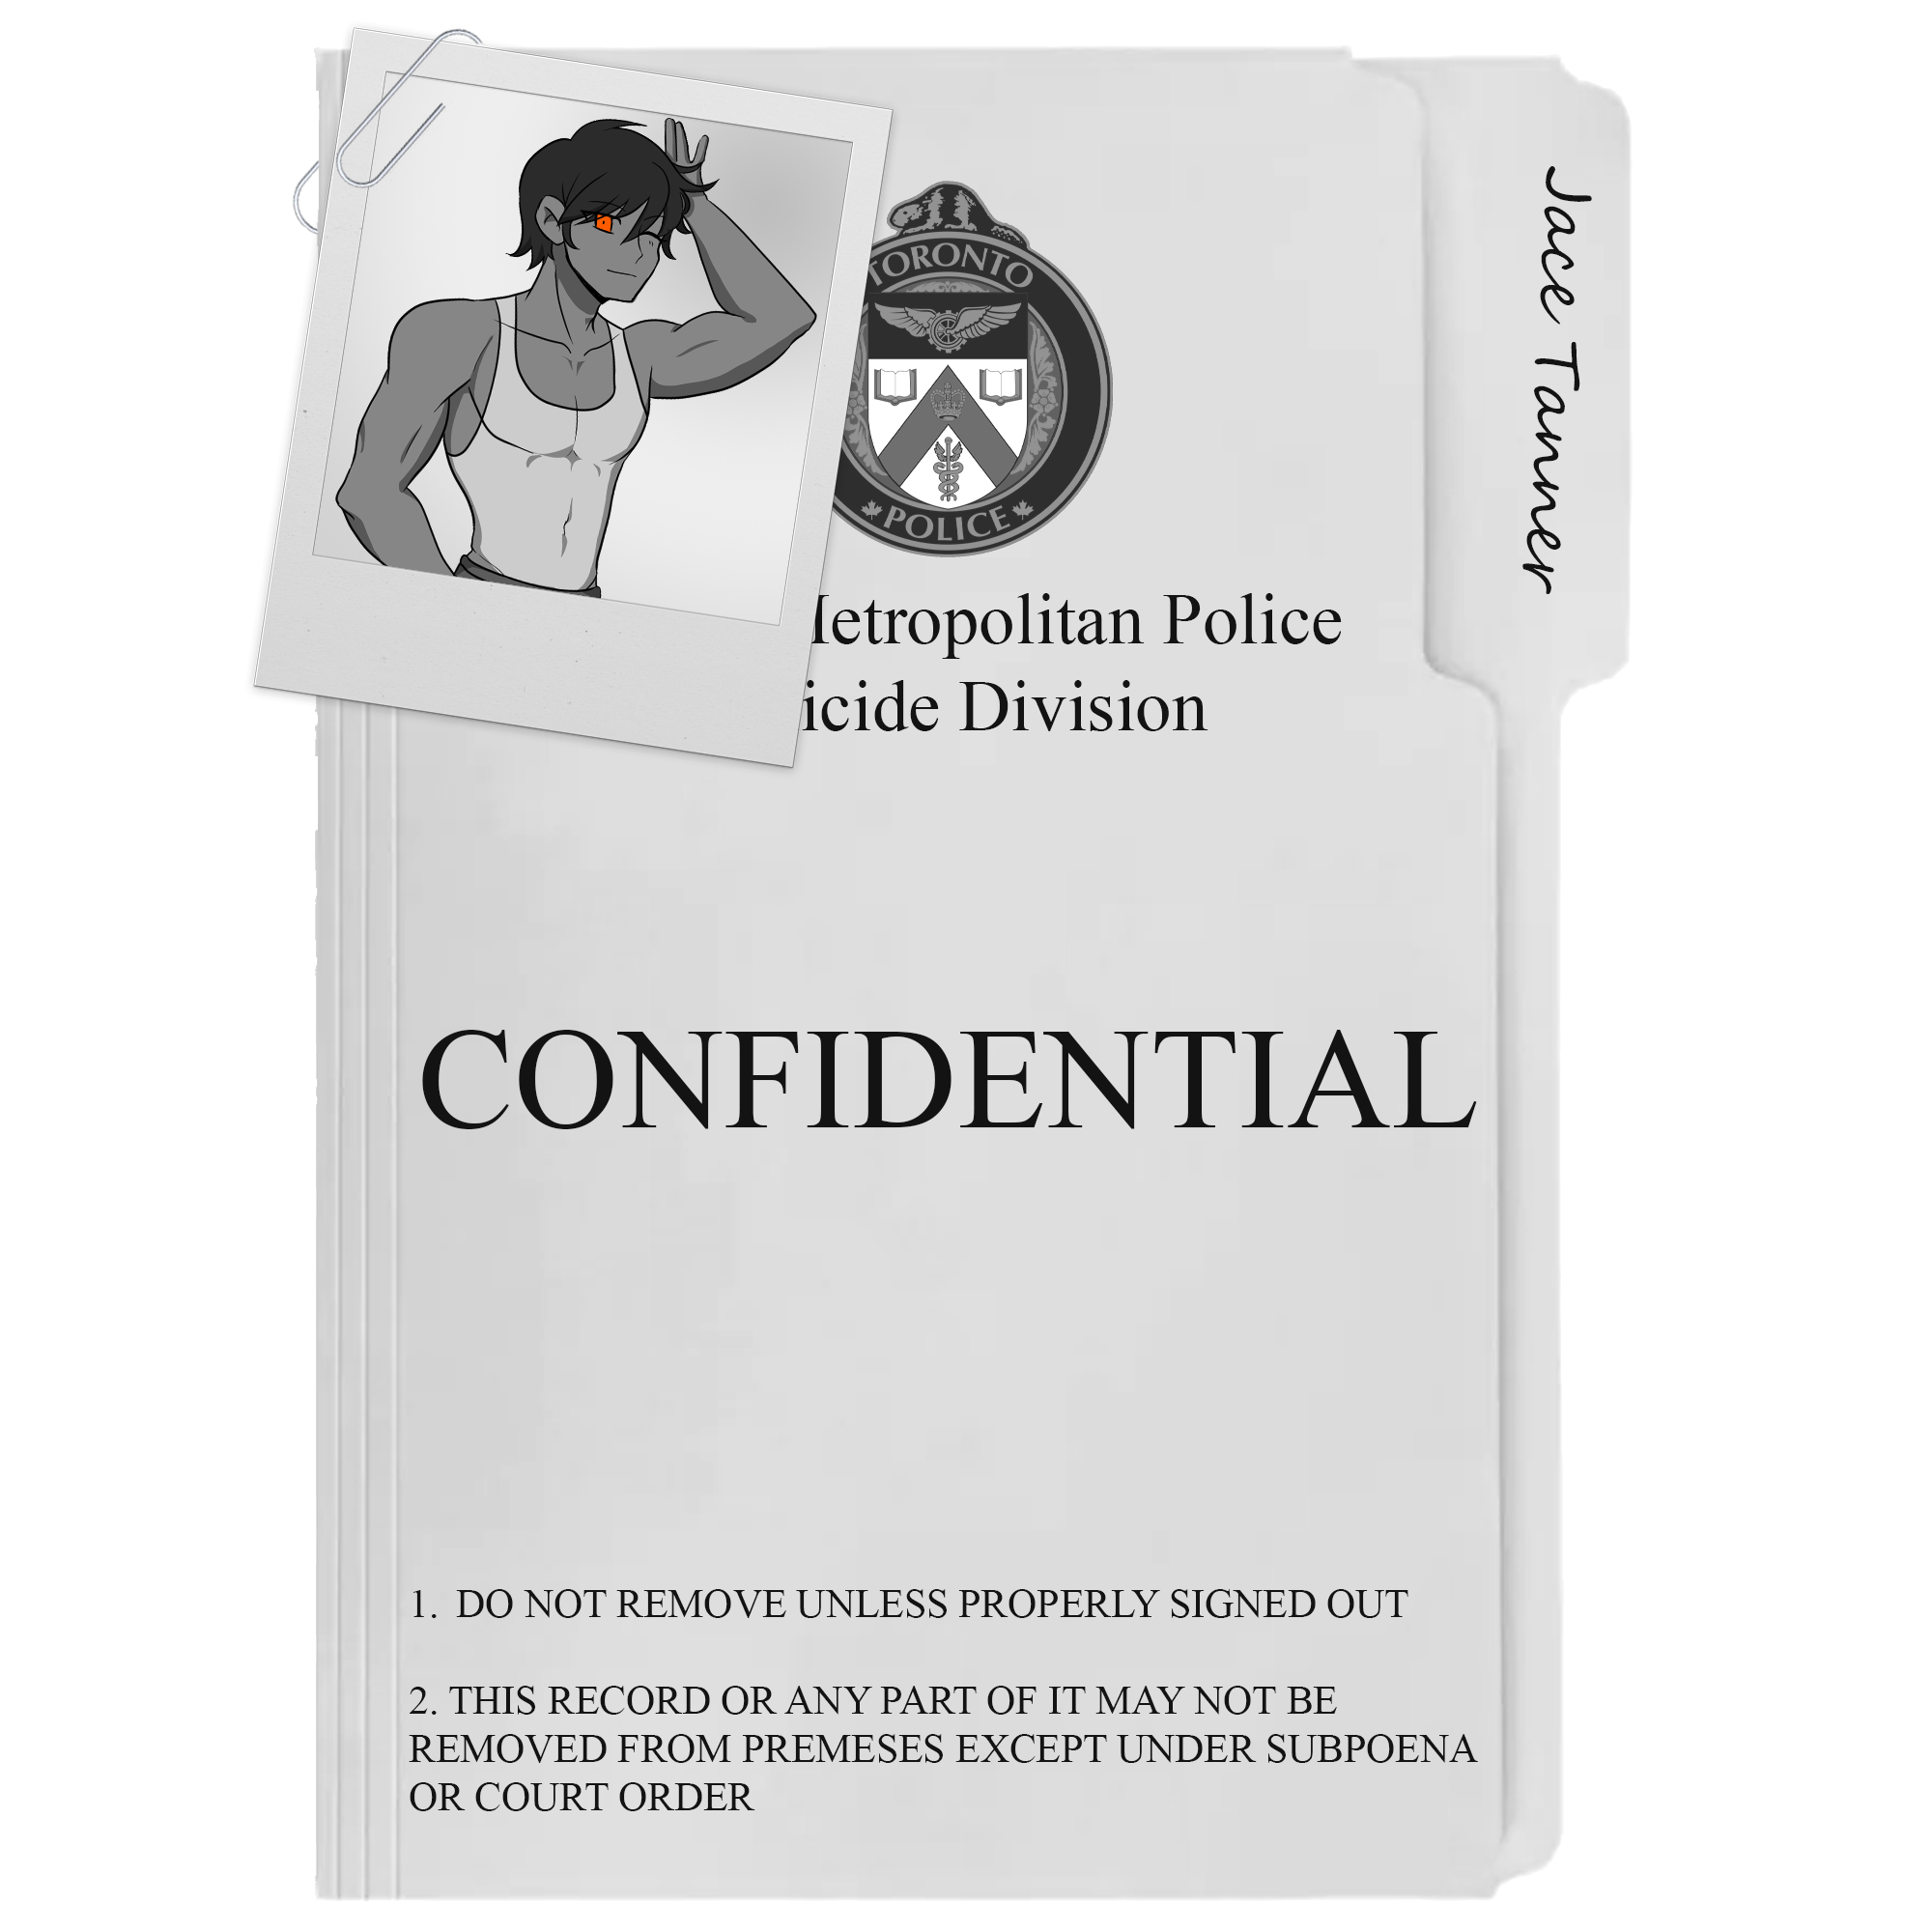 TORONTO
POLICE
Jace Tanner
Metropolitan Police
icide Division
CONFIDENTIAL
1. DO NOT REMOVE UNLESS PROPERLY SIGNED OUT
2. THIS RECORD OR ANY PART OF IT MAY NOT BE
REMOVED FROM PREMESES EXCEPT UNDER SUBPOENA
OR COURT ORDER